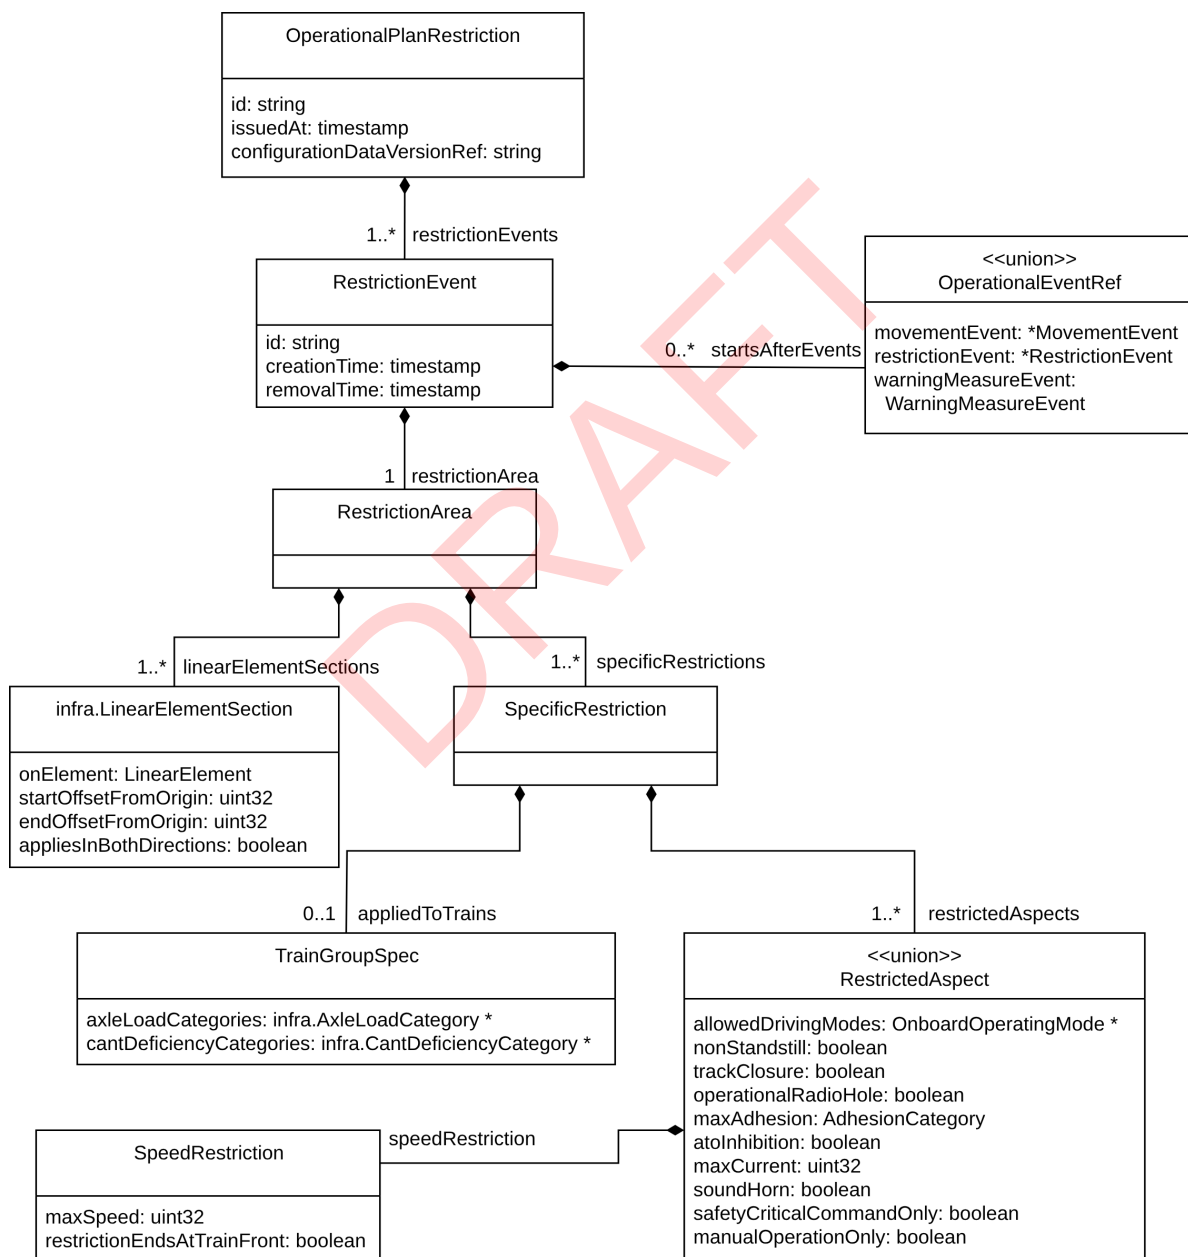 OperationalPlanRestriction
id: string
issuedAt: timestamp
configurationDataVersionRef: string
1..* restrictionEvents
RestrictionEvent
id: string
creationTime: timestamp
removalTime: timestamp
0..* startsAfterEvents
<<union>>
OperationalEventRef
movementEvent: *MovementEvent
restrictionEvent: *RestrictionEvent
warningMeasureEvent:
WarningMeasureEvent
1 restrictionArea
RestrictionArea
1..* linearElementSections
1..* specificRestrictions
infra.LinearElementSection
onElement: LinearElement
startOffsetFromOrigin: uint32
endOffsetFromOrigin: uint32
appliesInBothDirections: boolean
SpecificRestriction
0..1 appliedToTrains
1..* restrictedAspects
TrainGroupSpec
axleLoadCategories: infra.AxleLoadCategory *
cantDeficiencyCategories: infra.CantDeficiencyCategory *
<<union>>
RestrictedAspect
allowedDrivingModes: OnboardOperatingMode *
nonStandstill: boolean
trackClosure: boolean
operationalRadioHole: boolean
maxAdhesion: AdhesionCategory
atoInhibition: boolean
maxCurrent: uint32
soundHorn: boolean
safetyCriticalCommandOnly: boolean
manualOperationOnly: boolean
speedRestriction
SpeedRestriction
maxSpeed: uint32
restrictionEndsAtTrainFront: boolean
DRAFT